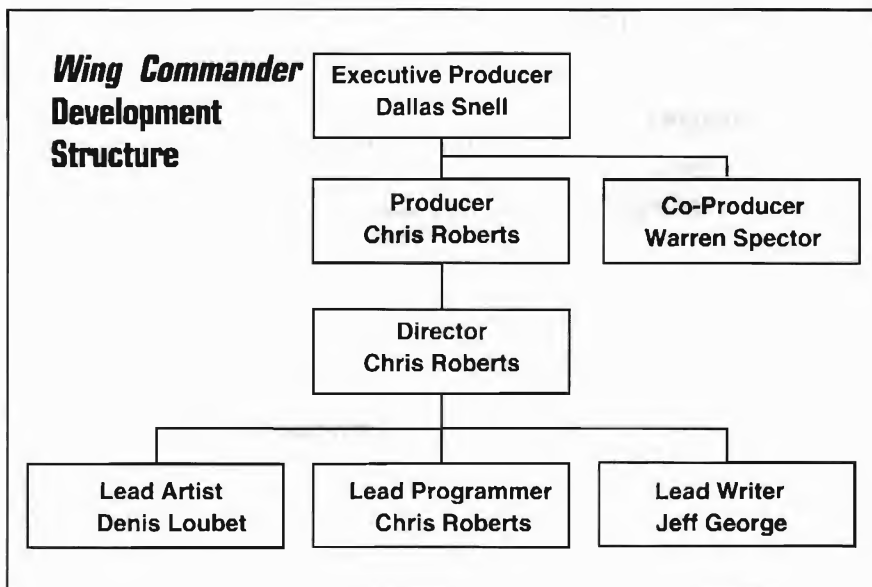 Wing Commander
Development
Structure
Executive Producer
Dallas Snell
Producer
Chris Roberts
Co-Producer
Warren Spector
Director
Chris Roberts
Lead Artist
Denis Loubet
Lead Programmer
Chris Roberts
Lead Writer
Jeff George